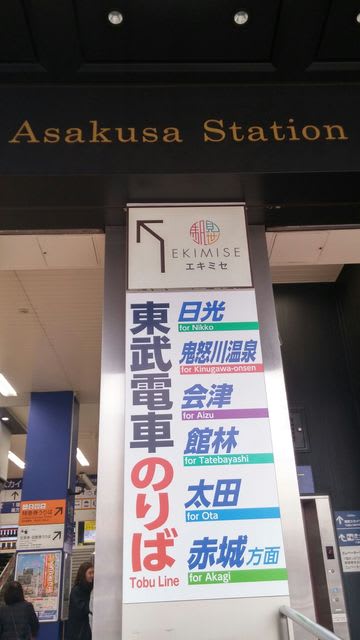 Asakusa Station
EKIMISE
エキミセ
東武電車のりば
Tobu Line
日光
for Nikko
鬼怒川温泉
for Kinugawa-onsen
会津
for Aizu
館林
for Tatebayashi
太田
for Ota
赤城方面
for Akagi